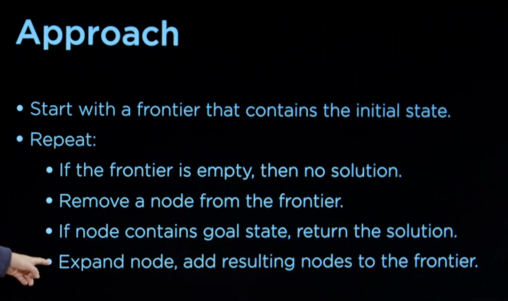 Approach
• Start with a frontier that contains the initial state.
• Repeat:
• If the frontier is empty, then no solution.
• Remove a node from the frontier.
• If node contains goal state, return the solution.
• Expand node, add resulting nodes to the frontier.